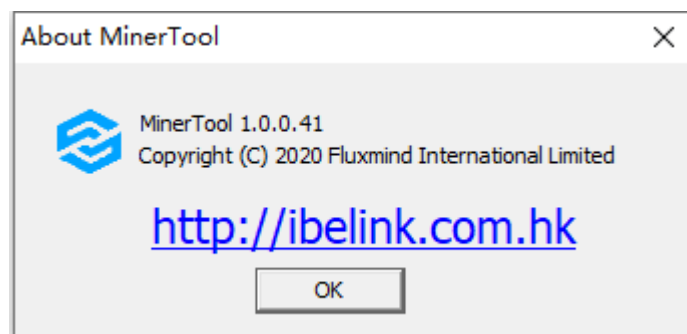 About MinerTool
MinerTool 1.0.0.41
Copyright (C) 2020 Fluxmind International Limited
http://ibelink.com.hk
OK